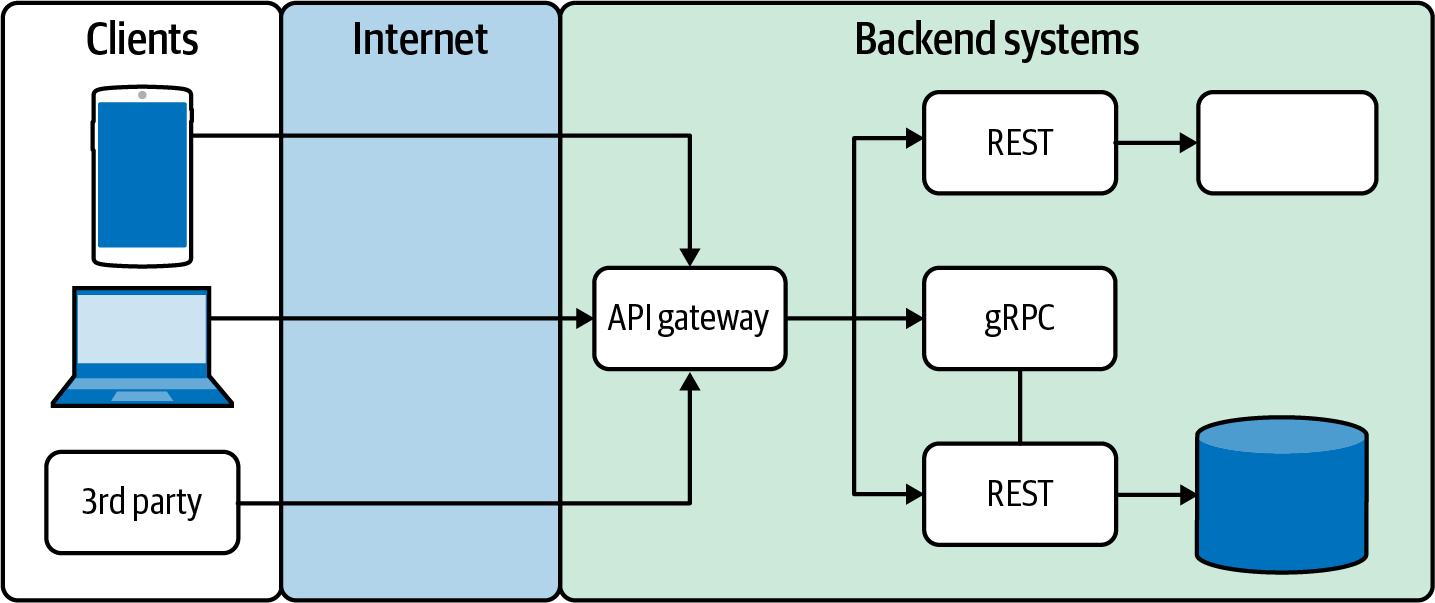 Clients
Internet
Backend systems
REST
API gateway
gRPC
3rd party
REST